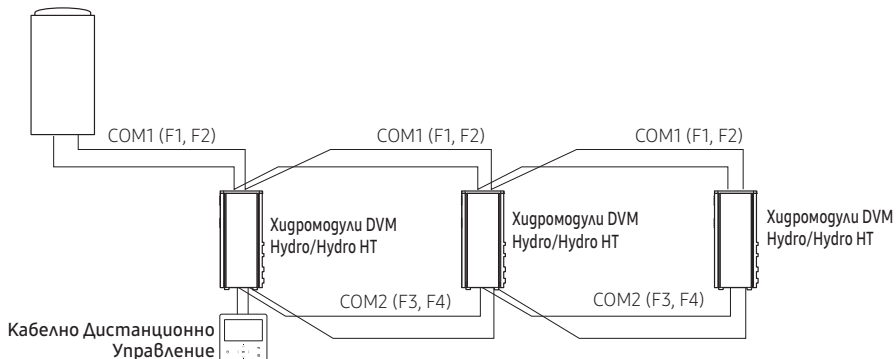 COM1 (F1, F2)
COM1 (F1, F2)
COM1 (F1, F2)
Хидромодули DVM
Hydro/Hydro HT
Хидромодули DVM
Hydro/Hydro HT
Хидромодули DVM
Hydro/Hydro HT
COM2 (F3, F4)
COM2 (F3, F4)
Кабелно Дистанционно
Управление